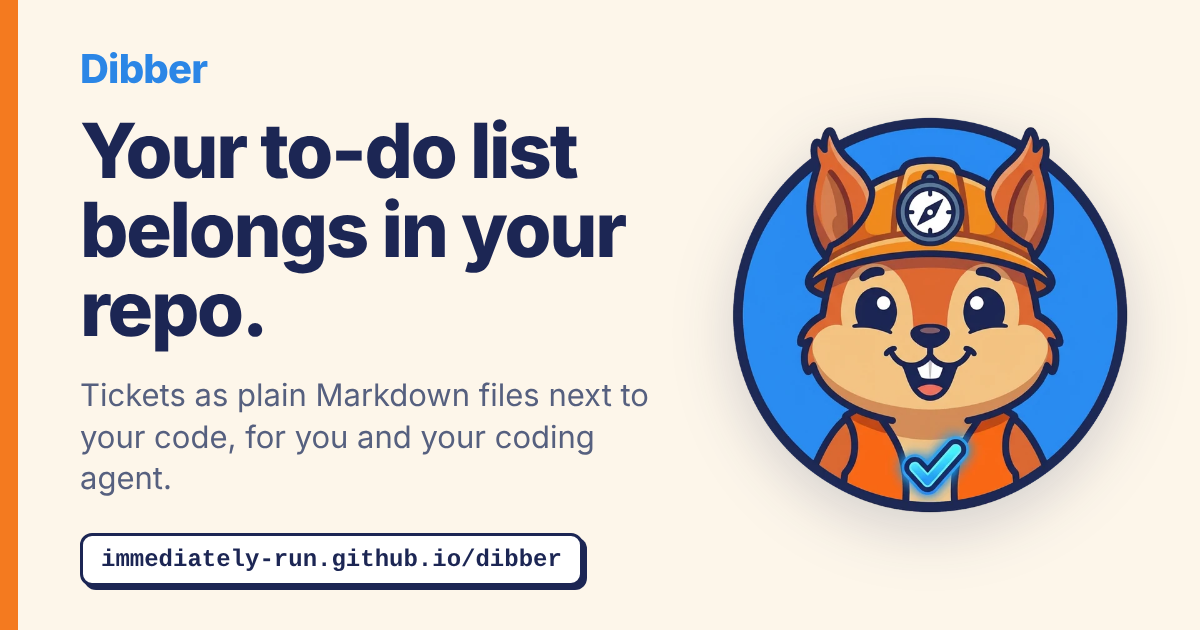 Dibber
Your to-do list
belongs in your
repo.
Tickets as plain Markdown files next to
your code, for you and your coding
agent.
immediately-run.github.io/dibber